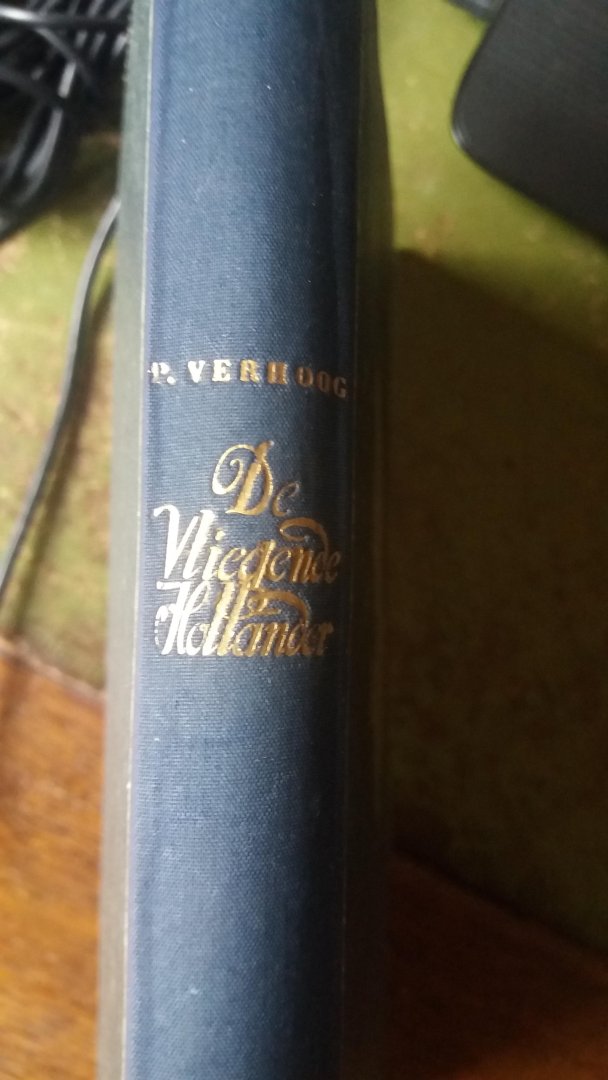 P. VERHOOG
De
Vliegende
Hollander